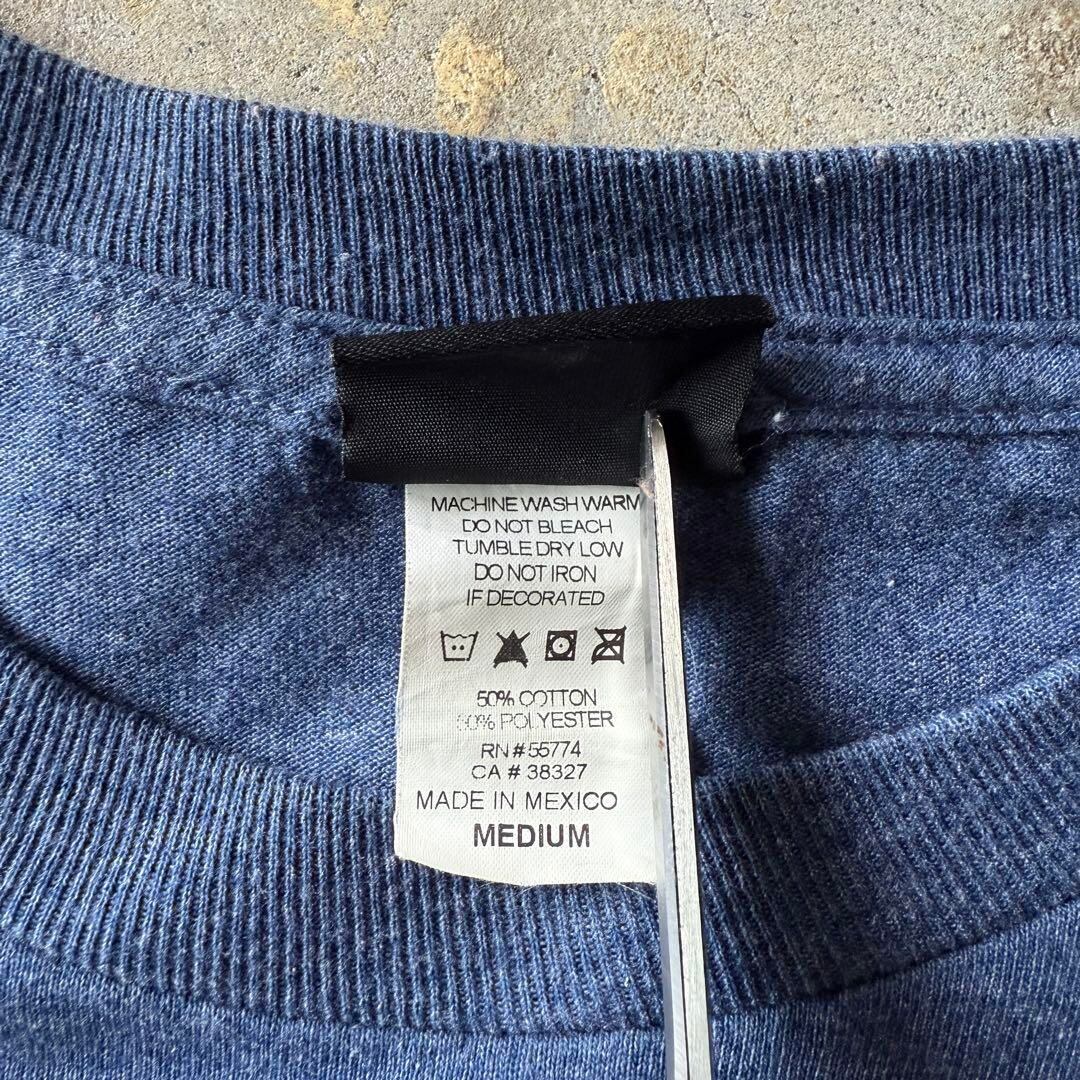 MACHINE WASH WARM
DO NOT BLEACH
TUMBLE DRY LOW
DO NOT IRON
IF DECORATED
50% COTTON
50% POLYESTER
RN # 55774
CA # 38327
MADE IN MEXICO
MEDIUM